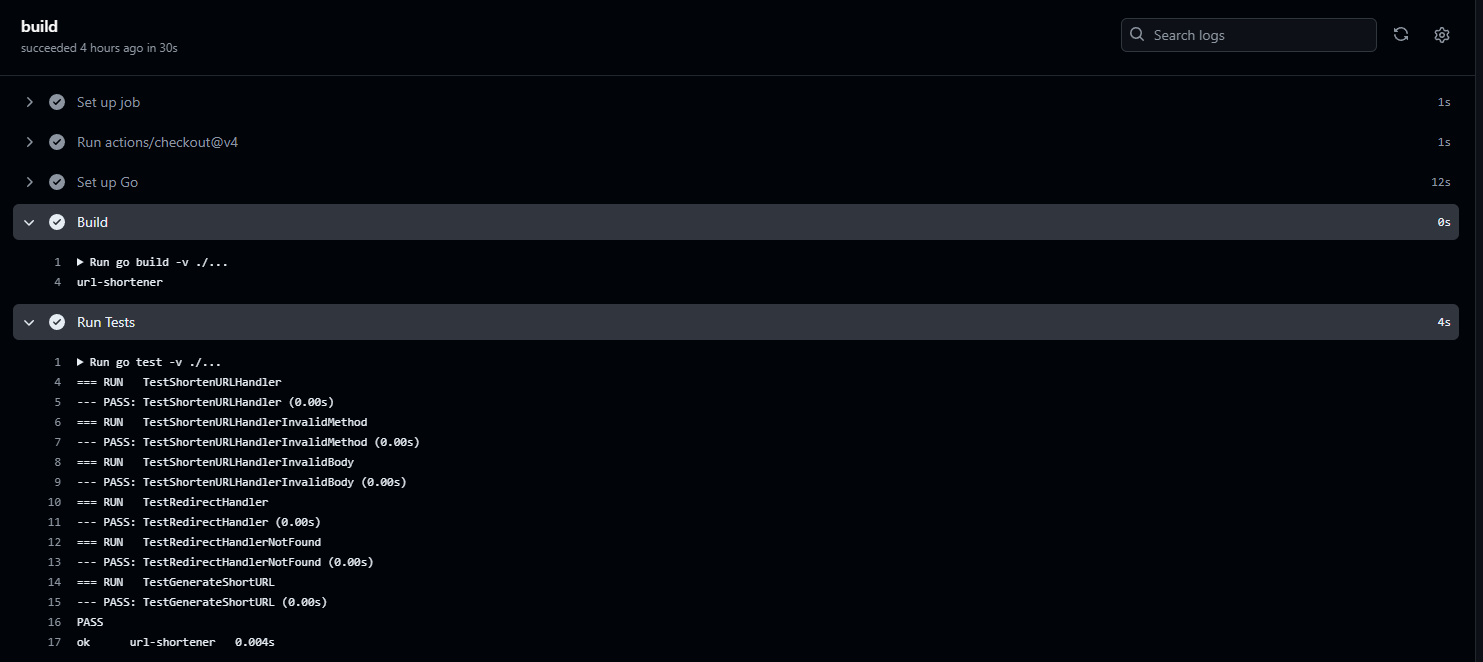 build
succeeded 4 hours ago in 30s
Search logs
Set up job 1s
Run actions/checkout@v4 1s
Set up Go 12s
Build 0s
1 ▶ Run go build -v ./...
4 url-shortener
Run Tests 4s
1 ▶ Run go test -v ./...
4 === RUN   TestShortenURLHandler
5 --- PASS: TestShortenURLHandler (0.00s)
6 === RUN   TestShortenURLHandlerInvalidMethod
7 --- PASS: TestShortenURLHandlerInvalidMethod (0.00s)
8 === RUN   TestShortenURLHandlerInvalidBody
9 --- PASS: TestShortenURLHandlerInvalidBody (0.00s)
10 === RUN   TestRedirectHandler
11 --- PASS: TestRedirectHandler (0.00s)
12 === RUN   TestRedirectHandlerNotFound
13 --- PASS: TestRedirectHandlerNotFound (0.00s)
14 === RUN   TestGenerateShortURL
15 --- PASS: TestGenerateShortURL (0.00s)
16 PASS
17 ok      url-shortener   0.004s